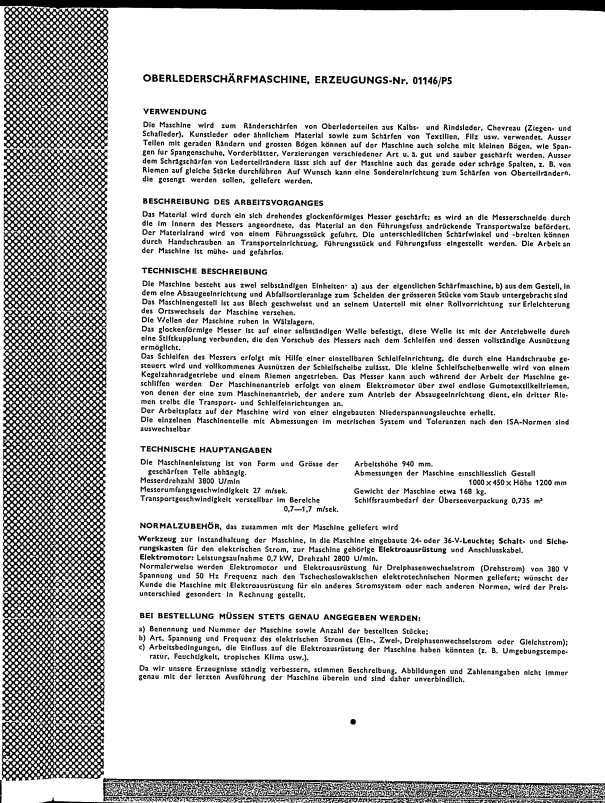 OBERLEDERSCHÄRFMASCHINE, ERZEUGUNGS-Nr. 01146/P5
VERWENDUNG
Die Maschine wird zum Ränderschärfen von Oberlederteilen aus Kalbs- und Rindsleder, Chevreau (Ziegen- und
Schafleder), Kunstleder oder ähnlichem Material sowie zum Schärfen von Textilien, Filz usw. verwendet. Ausser
Teilen mit geraden Rändern und grossen Bögen können auf der Maschine auch solche mit kleinen Bögen, wie Span-
gen für Spangenschuhe, Vorderblätter, Verzierungen verschiedener Art u. ä. gut und sauber geschärft werden. Ausser
dem Schrägschärfen von Lederteilrändern lässt sich auf der Maschine auch das gerade oder schräge Spalten, z. B. von
Riemen auf gleiche Stärke durchführen Auf Wunsch kann eine Sondereinrichtung zum Schärfen von Oberteilrändern,
die gesengt werden sollen, geliefert werden.
BESCHREIBUNG DES ARBEITSVORGANGES
Das Material wird durch ein sich drehendes glockenförmiges Messer geschärft; es wird an die Messerschneide durch
die im Innern des Messers angeordnete, das Material an den Führungsfuss andrückende Transportwalze befördert.
Der Materialrand wird von einem Führungsstück geführt. Die unterschiedlichen Schärfwinkel und -breiten können
durch Handschrauben an Transporteinrichtung, Führungsstück und Führungsfuss eingestellt werden. Die Arbeit an
der Maschine ist mühe- und gefahrlos.
TECHNISCHE BESCHREIBUNG
Die Maschine besteht aus zwei selbständigen Einheiten· a) aus der eigentlichen Schärfmaschine, b) aus dem Gestell, in
dem eine Absaugeeinrichtung und Abfallsortieranlage zum Scheiden der grösseren Stücke vom Staub untergebracht sind
Das Maschinengestell ist aus Blech geschweisst und an seinem Unterteil mit einer Rollvorrichtung zur Erleichterung
des Ortswechsels der Maschine versehen.
Die Wellen der Maschine ruhen in Wälzlagern.
Das glockenförmige Messer ist auf einer selbständigen Welle befestigt, diese Welle ist mit der Antriebwelle durch
eine Stiftkupplung verbunden, die den Vorschub des Messers nach dem Schleifen und dessen vollständige Ausnützung
ermöglicht.
Das Schleifen des Messers erfolgt mit Hilfe einer einstellbaren Schleifeinrichtung, die durch eine Handschraube ge-
steuert wird und vollkommenes Ausnützen der Schleifscheibe zulässt. Die kleine Schleifscheibenwelle wird von einem
Kegelzahnradgetriebe und einem Riemen angetrieben. Das Messer kann auch während der Arbeit der Maschine ge-
schliffen werden Der Maschinenantrieb erfolgt von einem Elektromotor über zwei endlose Gumotextilkeilriemen,
von denen der eine zum Maschinenantrieb, der andere zum Antrieb der Absaugeeinrichtung dient, ein dritter Rie-
men treibt die Transport- und Schleifeinrichtungen an.
Der Arbeitsplatz auf der Maschine wird von einer eingebauten Niederspannungsleuchte erhellt.
Die einzelnen Maschinenteile mit Abmessungen im metrischen System und Toleranzen nach den ISA-Normen sind
auswechselbar
TECHNISCHE HAUPTANGABEN
Die Maschinenleistung ist von Form und Grösse der
geschärften Teile abhängig.
Messerdrehzahl 3800 U/min
Messerumfangsgeschwindigkeit 27 m/sek.
Transportgeschwindigkeit verstellbar im Bereiche
0,7—1,7 m/sek.
Arbeitshöhe 940 mm.
Abmessungen der Maschine einschliesslich Gestell
1000 x 450 x Höhe 1200 mm
Gewicht der Maschine etwa 168 kg.
Schiffsraumbedarf der Überseeverpackung 0,735 m³
NORMALZUBEHÖR, das zusammen mit der Maschine geliefert wird
Werkzeug zur Instandhaltung der Maschine, in die Maschine eingebaute 24- oder 36-V-Leuchte; Schalt- und Siche-
rungskasten für den elektrischen Strom, zur Maschine gehörige Elektroausrüstung und Anschlusskabel.
Elektromotor: Leistungsaufnahme 0,7 kW, Drehzahl 2800 U/min.
Normalerweise werden Elektromotor und Elektroausrüstung für Dreiphasenwechselstrom (Drehstrom) von 380 V
Spannung und 50 Hz Frequenz nach den Tschechoslowakischen elektrotechnischen Normen geliefert; wünscht der
Kunde die Maschine mit Elektroausrüstung für ein anderes Stromsystem oder nach anderen Normen, wird der Preis-
unterschied gesondert in Rechnung gestellt.
BEI BESTELLUNG MÜSSEN STETS GENAU ANGEGEBEN WERDEN:
a) Benennung und Nummer der Maschine sowie Anzahl der bestellten Stücke;
b) Art, Spannung und Frequenz des elektrischen Stromes (Ein-, Zwei-, Dreiphasenwechselstrom oder Gleichstrom);
c) Arbeitsbedingungen, die Einfluss auf die Elektroausrüstung der Maschine haben könnten (z. B. Umgebungstempe-
ratur, Feuchtigkeit, tropisches Klima usw.).
Da wir unsere Erzeugnisse ständig verbessern, stimmen Beschreibung, Abbildungen und Zahlenangaben nicht immer
genau mit der letzten Ausführung der Maschine überein und sind daher unverbindlich.